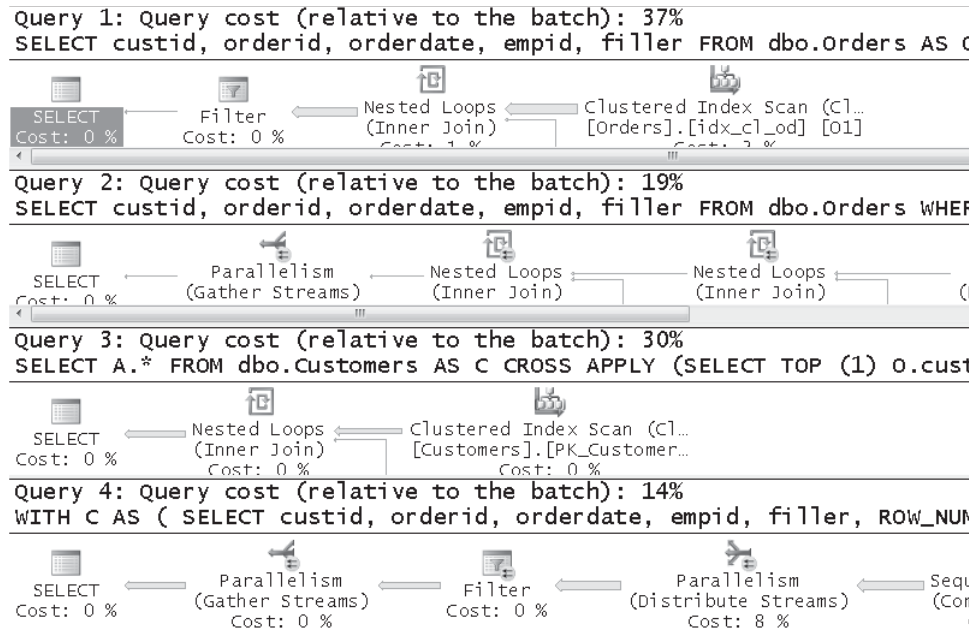 Query 1: Query cost (relative to the batch): 37%
SELECT custid, orderid, orderdate, empid, filler FROM dbo.Orders AS
SELECT
Cost: 0 %
Filter
Cost: 0 %
Nested Loops
(Inner Join)
Clustered Index Scan (Cl…
[Orders].[idx_cl_od] [O1]
Query 2: Query cost (relative to the batch): 19%
SELECT custid, orderid, orderdate, empid, filler FROM dbo.Orders
SELECT
Cost: 0 %
Parallelism
(Gather Streams)
Nested Loops
(Inner Join)
Nested Loops
(Inner Join)
Query 3: Query cost (relative to the batch): 30%
SELECT A.* FROM dbo.Customers AS C CROSS APPLY (SELECT TOP (1) O.cust
SELECT
Cost: 0 %
Nested Loops
(Inner Join)
Cost: 0 %
Clustered Index Scan (Cl…
[Customers].[PK_Customer…
Cost: 0 %
Query 4: Query cost (relative to the batch): 14%
WITH C AS ( SELECT custid, orderid, orderdate, empid, filler, ROW_NUM
SELECT
Cost: 0 %
Parallelism
(Gather Streams)
Cost: 0 %
Filter
Cost: 0 %
Parallelism
(Distribute Streams)
Cost: 8 %
Sequ
(Com